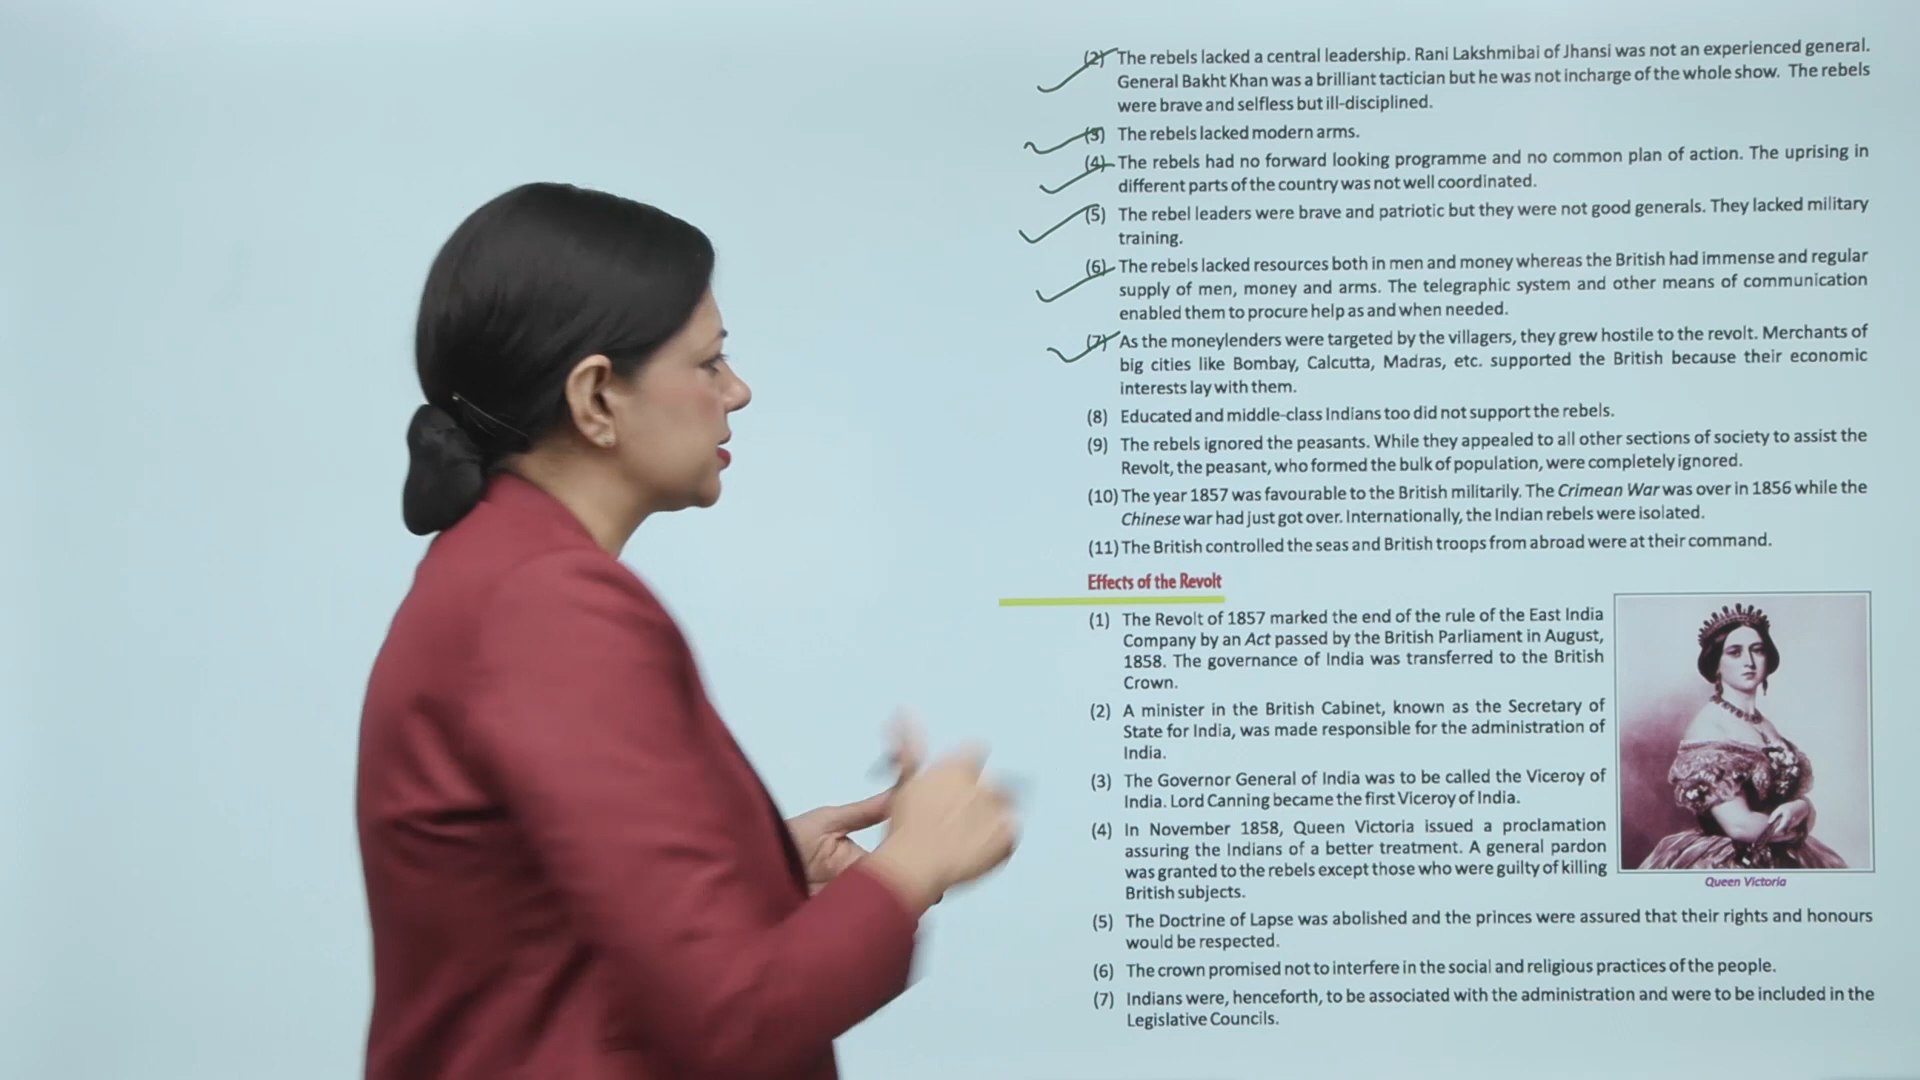 (2) The rebels lacked a central leadership. Rani Lakshmibai of Jhansi was not an experienced general.
General Bakht Khan was a brilliant tactician but he was not incharge of the whole show. The rebels
were brave and selfless but ill-disciplined.
(3) The rebels lacked modern arms.
(4) The rebels had no forward looking programme and no common plan of action. The uprising in
different parts of the country was not well coordinated.
(5) The rebel leaders were brave and patriotic but they were not good generals. They lacked military
training.
(6) The rebels lacked resources both in men and money whereas the British had immense and regular
supply of men, money and arms. The telegraphic system and other means of communication
enabled them to procure help as and when needed.
(7) As the moneylenders were targeted by the villagers, they grew hostile to the revolt. Merchants of
big cities like Bombay, Calcutta, Madras, etc. supported the British because their economic
interests lay with them.
(8) Educated and middle-class Indians too did not support the rebels.
(9) The rebels ignored the peasants. While they appealed to all other sections of society to assist the
Revolt, the peasant, who formed the bulk of population, were completely ignored.
(10) The year 1857 was favourable to the British militarily. The Crimean War was over in 1856 while the
Chinese war had just got over. Internationally, the Indian rebels were isolated.
(11) The British controlled the seas and British troops from abroad were at their command.
Effects of the Revolt
(1) The Revolt of 1857 marked the end of the rule of the East India
Company by an Act passed by the British Parliament in August,
1858. The governance of India was transferred to the British
Crown.
(2) A minister in the British Cabinet, known as the Secretary of
State for India, was made responsible for the administration of
India.
(3) The Governor General of India was to be called the Viceroy of
India. Lord Canning became the first Viceroy of India.
(4) In November 1858, Queen Victoria issued a proclamation
assuring the Indians of a better treatment. A general pardon
was granted to the rebels except those who were guilty of killing
British subjects.
Queen Victoria
(5) The Doctrine of Lapse was abolished and the princes were assured that their rights and honours
would be respected.
(6) The crown promised not to interfere in the social and religious practices of the people.
(7) Indians were, henceforth, to be associated with the administration and were to be included in the
Legislative Councils.